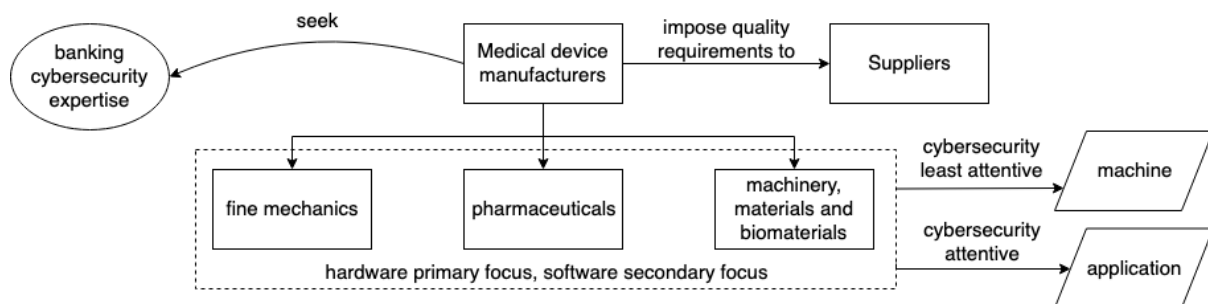 seek
banking
cybersecurity
expertise
Medical device
manufacturers
impose quality
requirements to
Suppliers
fine mechanics
pharmaceuticals
machinery,
materials and
biomaterials
hardware primary focus, software secondary focus
cybersecurity
least attentive
machine
cybersecurity
attentive
application